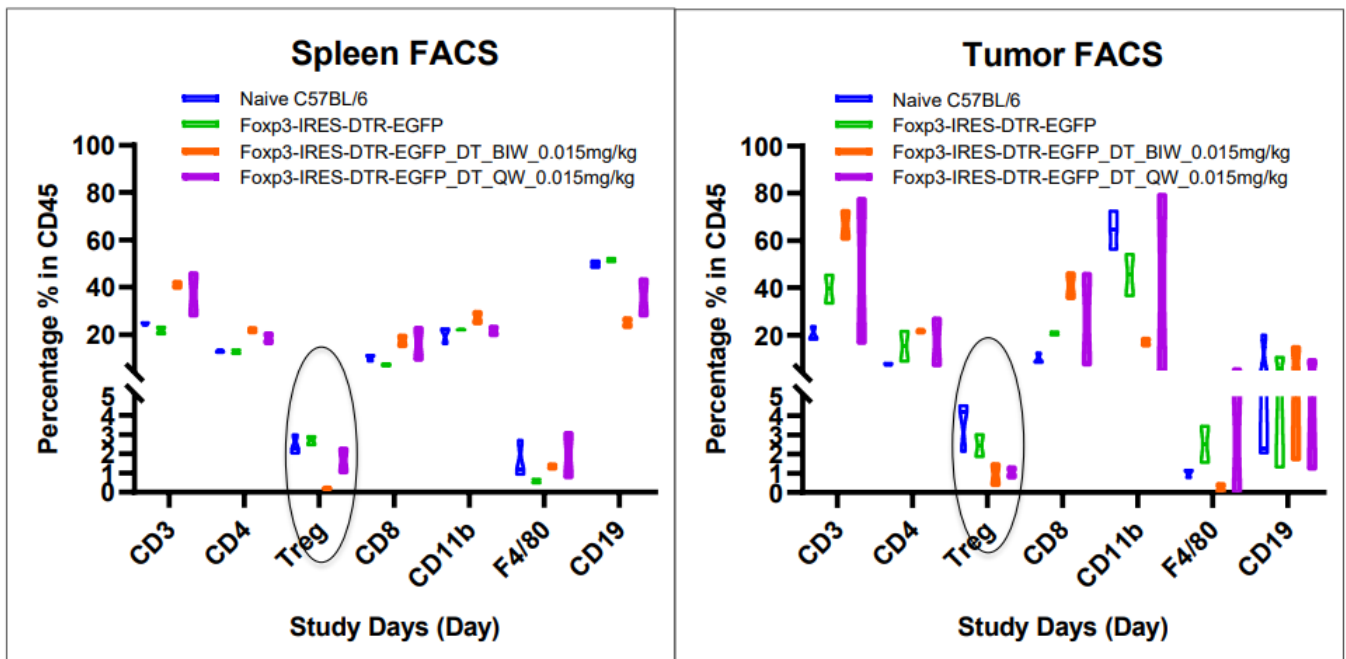 Spleen FACS
Naive C57BL/6
Foxp3-IRES-DTR-EGFP
Foxp3-IRES-DTR-EGFP_DT_BIW_0.015mg/kg
Foxp3-IRES-DTR-EGFP_DT_QW_0.015mg/kg
Percentage % in CD45
100
80
60
40
20
5
4
3
2
1
0
CD3
CD4
Treg
CD8
CD11b
F4/80
CD19
Study Days (Day)
Tumor FACS
Naive C57BL/6
Foxp3-IRES-DTR-EGFP
Foxp3-IRES-DTR-EGFP_DT_BIW_0.015mg/kg
Foxp3-IRES-DTR-EGFP_DT_QW_0.015mg/kg
Percentage % in CD45
100
80
60
40
20
5
4
3
2
1
0
CD3
CD4
Treg
CD8
CD11b
F4/80
CD19
Study Days (Day)